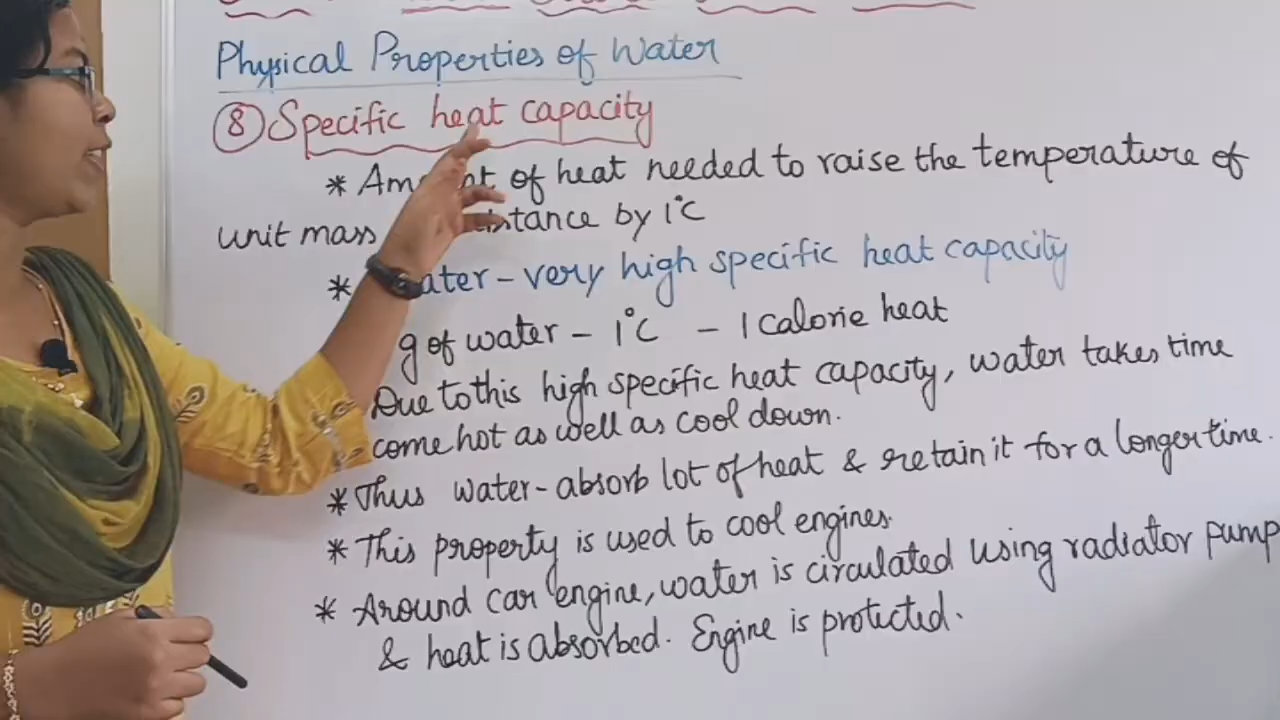 Physical Properties of Water
8 Specific heat capacity
* Am nt of heat needed to raise the temperature of
unit mass stance by 1°C
* ater - very high specific heat capacity
g of water - 1°C - 1 Calorie heat
Due to this high specific heat capacity, water takes time
come hot as well as cool down.
* Thus water - absorb lot of heat & retain it for a longer time.
* This property is used to cool engines.
* Around car engine, water is circulated using radiator pump
& heat is absorbed. Engine is protected.